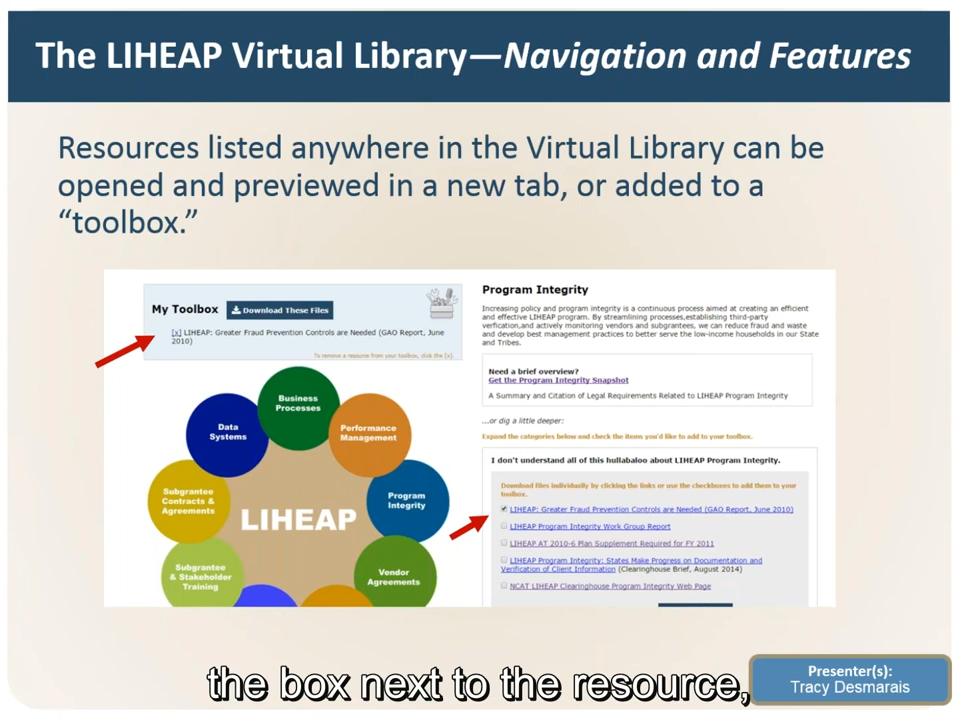 The LIHEAP Virtual Library—Navigation and Features
Resources listed anywhere in the Virtual Library can be
opened and previewed in a new tab, or added to a
“toolbox.”
My Toolbox
Download These Files
[x] LIHEAP: Greater Fraud Prevention Controls are Needed (GAO Report, June
2010)
To remove a resource from your toolbox, click the [x].
Business
Processes
Data
Systems
Performance
Management
Subgrantee
Contracts &
Agreements
Program
Integrity
LIHEAP
Subgrantee
& Stakeholder
Training
Vendor
Agreements
Program Integrity
Increasing policy and program integrity is a continuous process aimed at creating an efficient
and effective LIHEAP program. By streamlining processes,establishing third-party
verfication,and actively monitoring vendors and subgrantees, we can reduce fraud and waste
and develop best management practices to better serve the low-income households in our State
and Tribes.
Need a brief overview?
Get the Program Integrity Snapshot
A Summary and Citation of Legal Requirements Related to LIHEAP Program Integrity
...or dig a little deeper:
Expand the categories below and check the items you'd like to add to your toolbox.
I don't understand all of this hullabaloo about LIHEAP Program Integrity.
Download files individually by clicking the links or use the checkboxes to add them to your
toolbox.
LIHEAP: Greater Fraud Prevention Controls are Needed (GAO Report, June 2010)
LIHEAP Program Integrity Work Group Report
LIHEAP AT 2010-6 Plan Supplement Required for FY 2011
LIHEAP Program Integrity: States Make Progress on Documentation and
Verification of Client Information (Clearinghouse Brief, August 2014)
NCAT LIHEAP Clearinghouse Program Integrity Web Page
the box next to the resource,
Presenter(s):
Tracy Desmarais